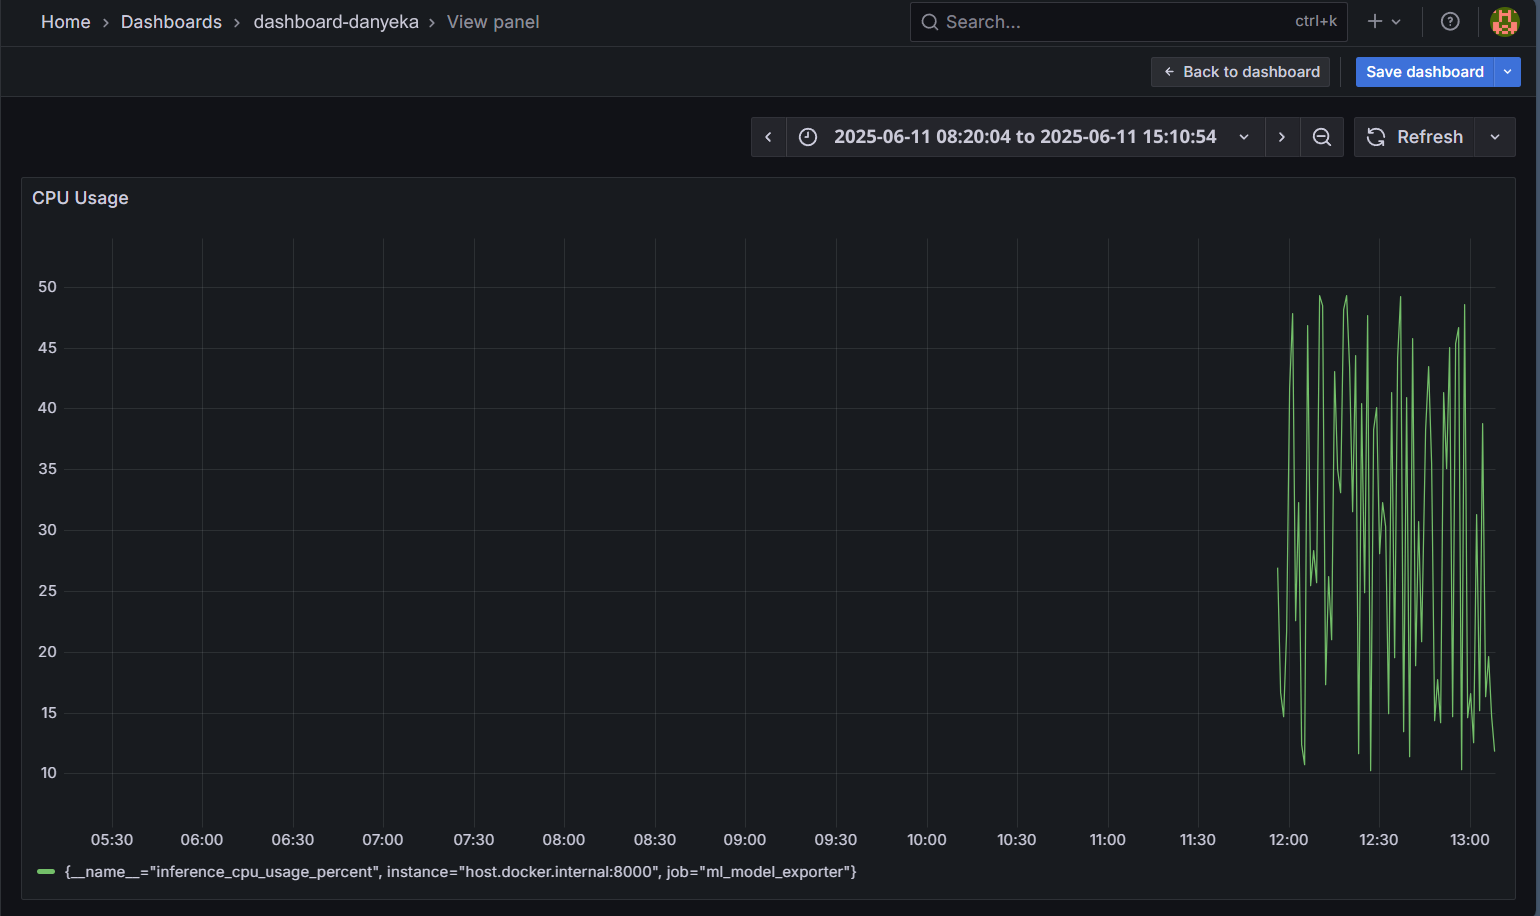 Home › Dashboards › dashboard-danyeka › View panel
Search...
ctrl+k
Back to dashboard
Save dashboard
2025-06-11 08:20:04 to 2025-06-11 15:10:54
Refresh
CPU Usage
50
45
40
35
30
25
20
15
10
05:30 06:00 06:30 07:00 07:30 08:00 08:30 09:00 09:30 10:00 10:30 11:00 11:30 12:00 12:30 13:00
{__name__="inference_cpu_usage_percent", instance="host.docker.internal:8000", job="ml_model_exporter"}